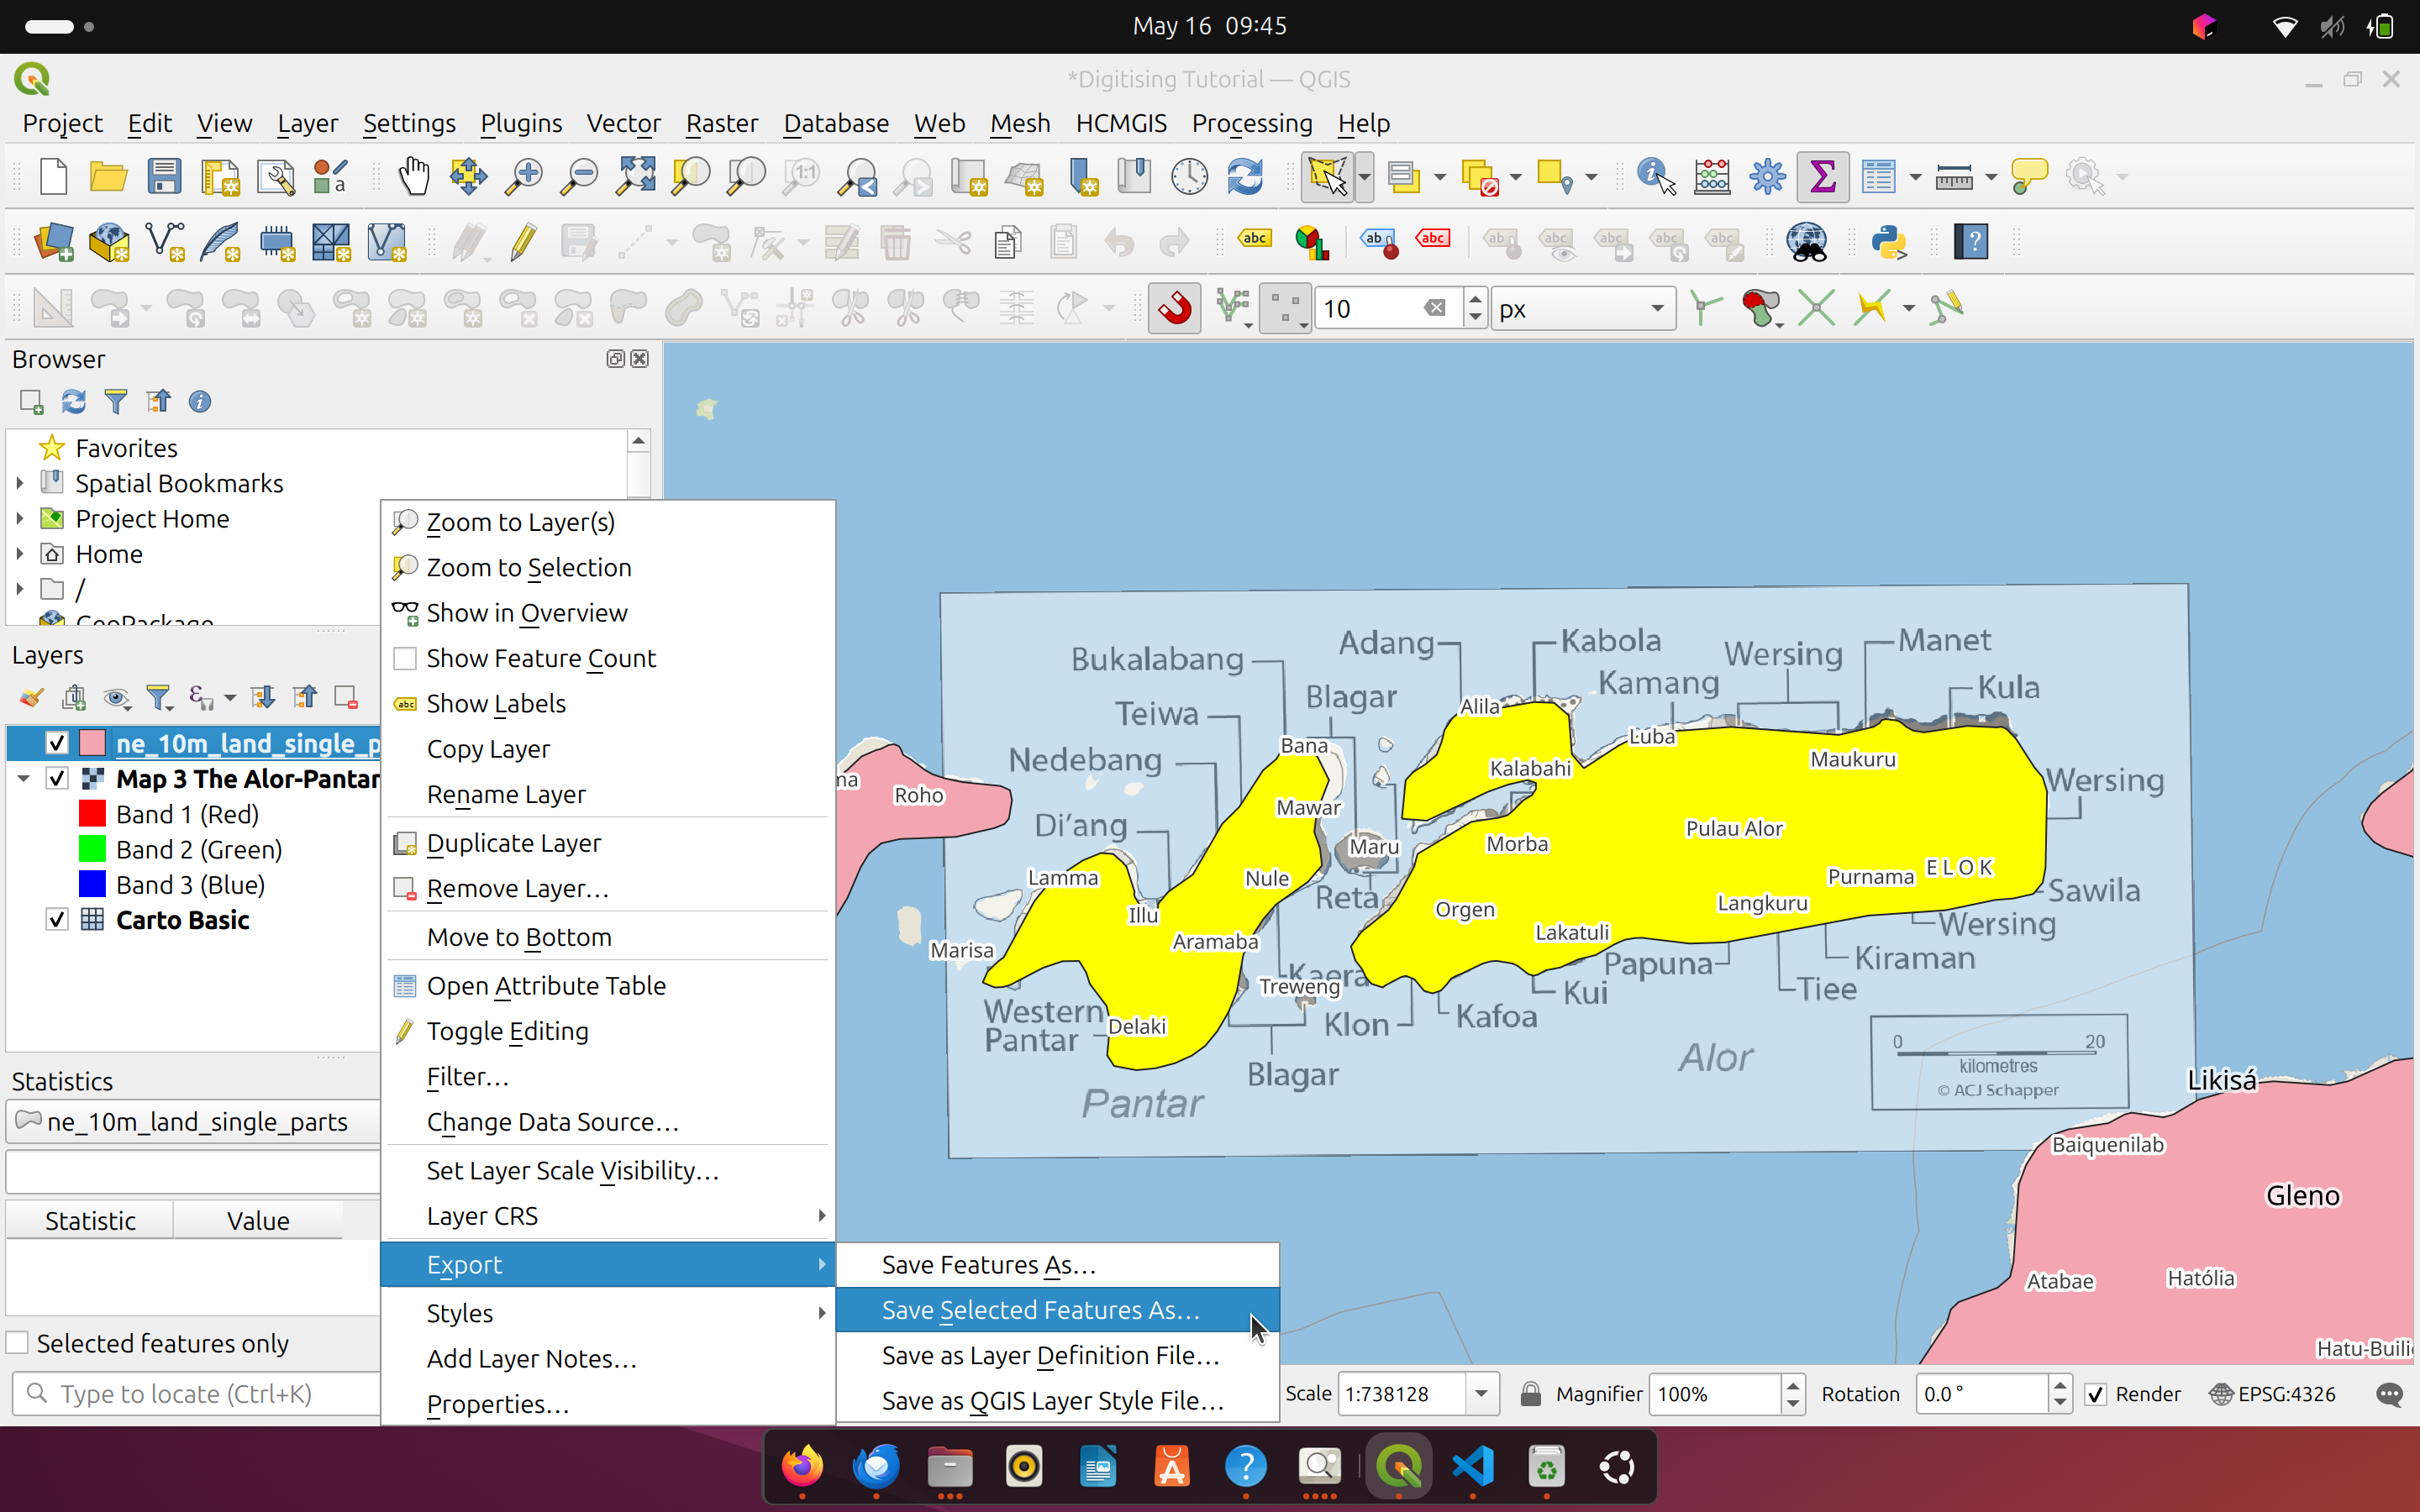 May 16 09:45
*Digitising Tutorial — QGIS
Project Edit View Layer Settings Plugins Vector Raster Database Web Mesh HCMGIS Processing Help
10 px
Browser
Favorites
Spatial Bookmarks
Project Home
Home
/
GeoPackage
Layers
ne_10m_land_single_p
Map 3 The Alor-Pantar
Band 1 (Red)
Band 2 (Green)
Band 3 (Blue)
Carto Basic
Statistics
ne_10m_land_single_parts
Statistic Value
Selected features only
Type to locate (Ctrl+K)
Zoom to Layer(s)
Zoom to Selection
Show in Overview
Show Feature Count
Show Labels
Copy Layer
Rename Layer
Duplicate Layer
Remove Layer…
Move to Bottom
Open Attribute Table
Toggle Editing
Filter…
Change Data Source…
Set Layer Scale Visibility…
Layer CRS
Export
Styles
Add Layer Notes…
Properties…
Save Features As…
Save Selected Features As…
Save as Layer Definition File…
Save as QGIS Layer Style File…
Bukalabang
Adang
Kabola
Wersing
Manet
Teiwa
Blagar
Kamang
Kula
Alila
Luba
Nedebang
Bana
Kalabahi
Maukuru
Wersing
na
Roho
Mawar
Di'ang
Pulau Alor
Maru
Morba
Lamma
Nule
Purnama
ELOK
Reta
Sawila
Illu
Orgen
Langkuru
Aramaba
Lakatuli
Wersing
Marisa
Kaera
Papuna
Kiraman
Treweng
Kui
Tiee
Western
Pantar
Delaki
Klon
Kafoa
Blagar
Alor
Pantar
0 20
kilometres
© ACJ Schapper
Likisá
Baiquenilab
Gleno
Atabae
Hatólia
Hatu-Buili
Scale 1:738128 Magnifier 100% Rotation 0.0 ° Render EPSG:4326